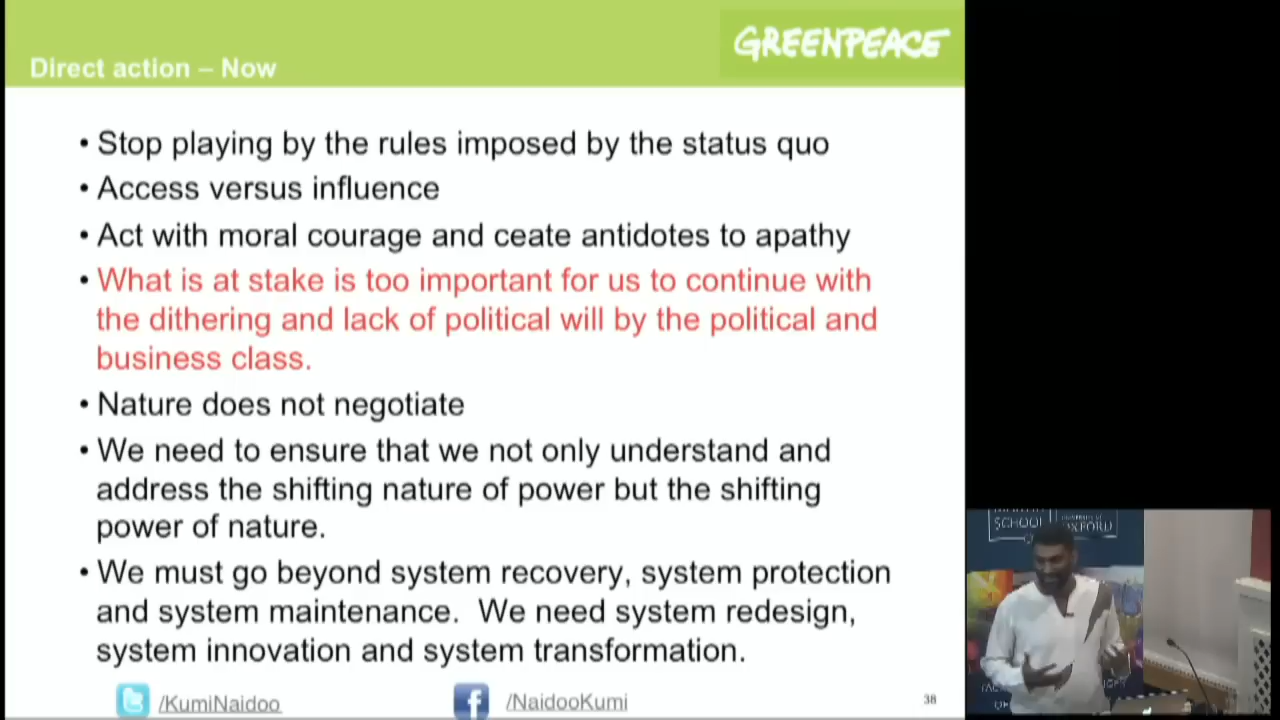 GREENPEACE
Direct action – Now
• Stop playing by the rules imposed by the status quo
• Access versus influence
• Act with moral courage and ceate antidotes to apathy
• What is at stake is too important for us to continue with
the dithering and lack of political will by the political and
business class.
• Nature does not negotiate
• We need to ensure that we not only understand and
address the shifting nature of power but the shifting
power of nature.
• We must go beyond system recovery, system protection
and system maintenance. We need system redesign,
system innovation and system transformation.
/KumiNaidoo
/NaidooKumi
38
SCHOOL
OXFORD